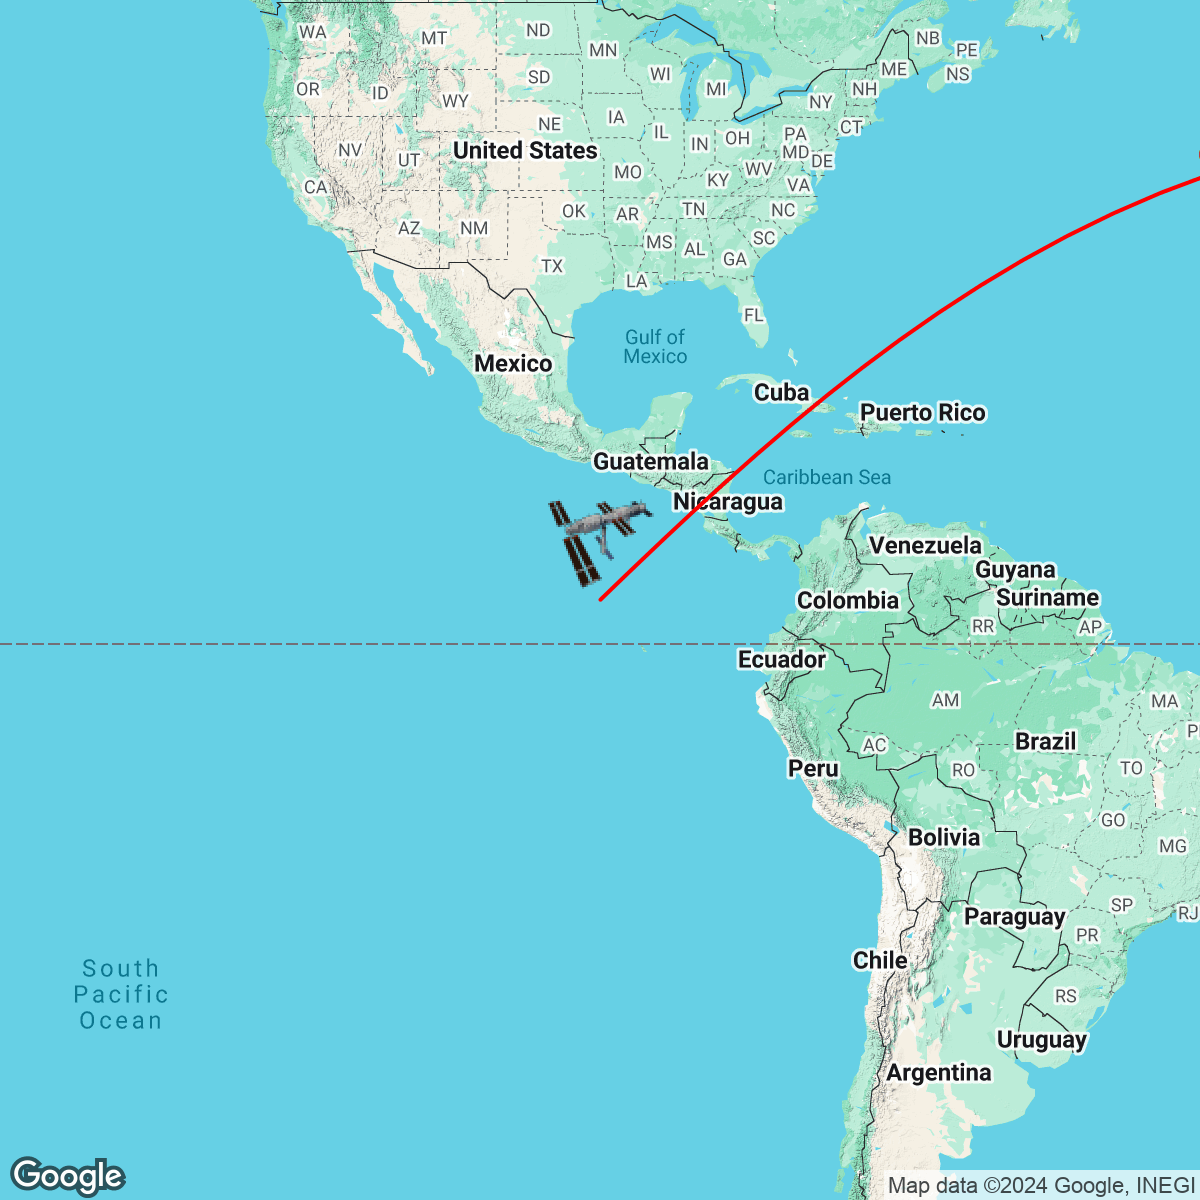 WA
MT
ND
MN
NB
PE
OR
ID
SD
WI
MI
ME
NS
WY
NY
NH
NE
IA
IL
IN
OH
PA
CT
NV
UT
United States
MO
WV
MD
DE
CA
KY
VA
AZ
NM
OK
AR
TN
NC
MS
AL
SC
GA
TX
LA
FL
Gulf of
Mexico
Mexico
Cuba
Puerto Rico
Guatemala
Caribbean Sea
Nicaragua
Venezuela
Guyana
Suriname
Colombia
RR
AP
Ecuador
AM
MA
Brazil
AC
RO
TO
Peru
GO
Bolivia
MG
SP
RJ
Paraguay
PR
Chile
South
Pacific
Ocean
RS
Uruguay
Argentina
Google
Map data ©2024 Google, INEGI